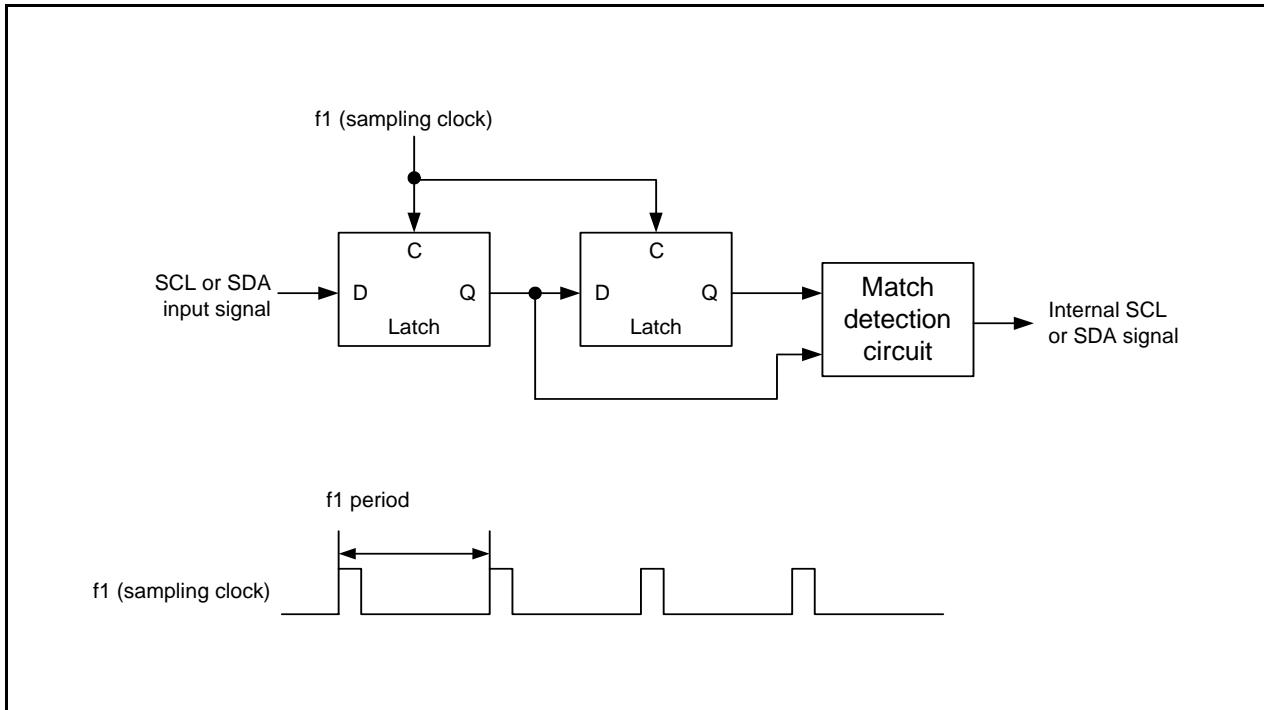 f1 (sampling clock)
C
C
SCL or SDA
input signal
D
Q
Latch
D
Q
Latch
Match
detection
circuit
Internal SCL
or SDA signal
f1 period
f1 (sampling clock)